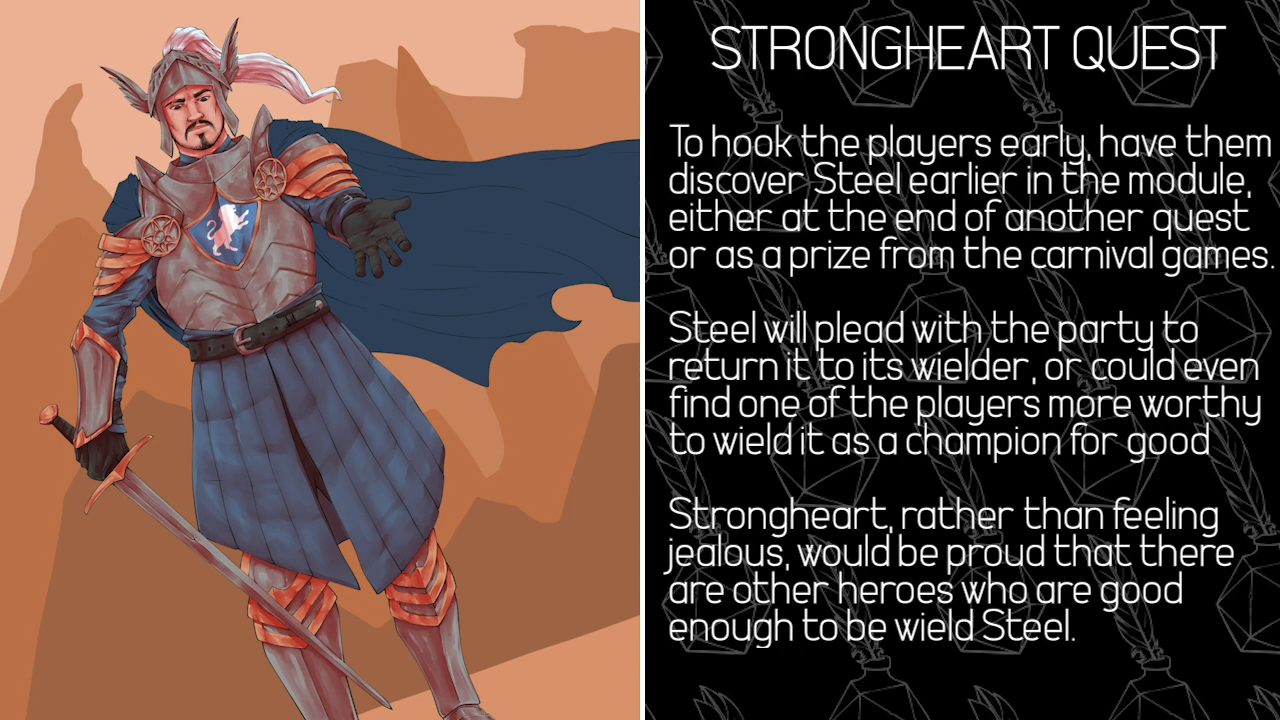 STRONGHEART QUEST
To hook the players early, have them
discover Steel earlier in the module,
either at the end of another quest
or as a prize from the carnival games.
Steel will plead with the party to
return it to its wielder, or could even
find one of the players more worthy
to wield it as a champion for good
Strongheart, rather than feeling
jealous, would be proud that there
are other heroes who are good
enough to be wield Steel.